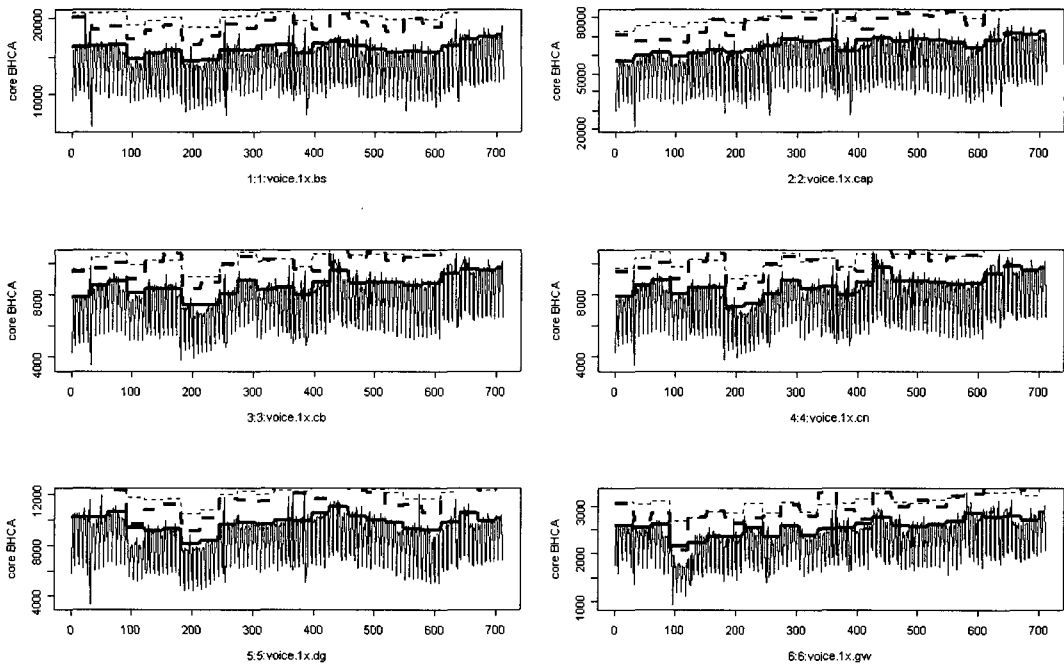 core BHCA
20000
10000
0 100 200 300 400 500 600 700
1:1:voice.1x.bs
core BHCA
80000
50000
20000
0 100 200 300 400 500 600 700
2:2:voice.1x.cap
core BHCA
8000
4000
0 100 200 300 400 500 600 700
3:3:voice.1x.cb
core BHCA
8000
4000
0 100 200 300 400 500 600 700
4:4:voice.1x.cn
core BHCA
12000
8000
4000
0 100 200 300 400 500 600 700
5:5:voice.1x.dg
core BHCA
3000
2000
1000
0 100 200 300 400 500 600 700
6:6:voice.1x.gw